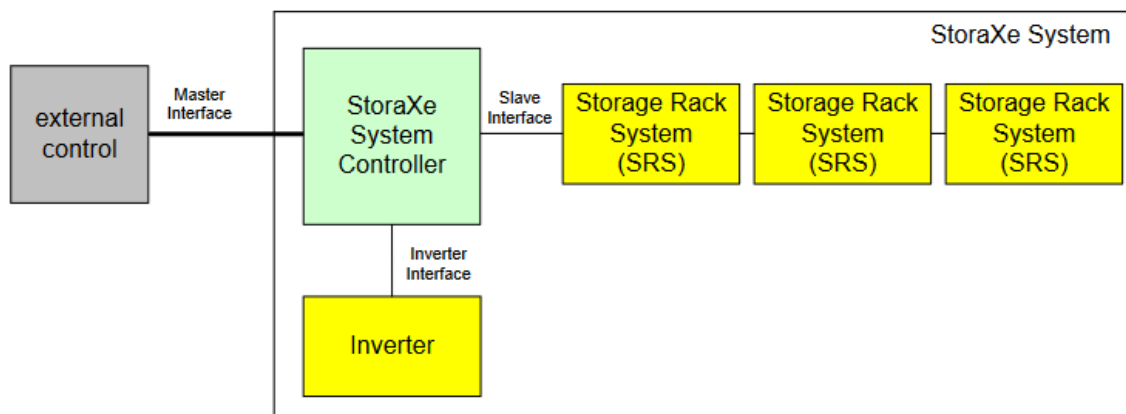 StoraXe System
external
control
Master
Interface
StoraXe
System
Controller
Slave
Interface
Storage Rack
System
(SRS)
Storage Rack
System
(SRS)
Storage Rack
System
(SRS)
Inverter
Interface
Inverter